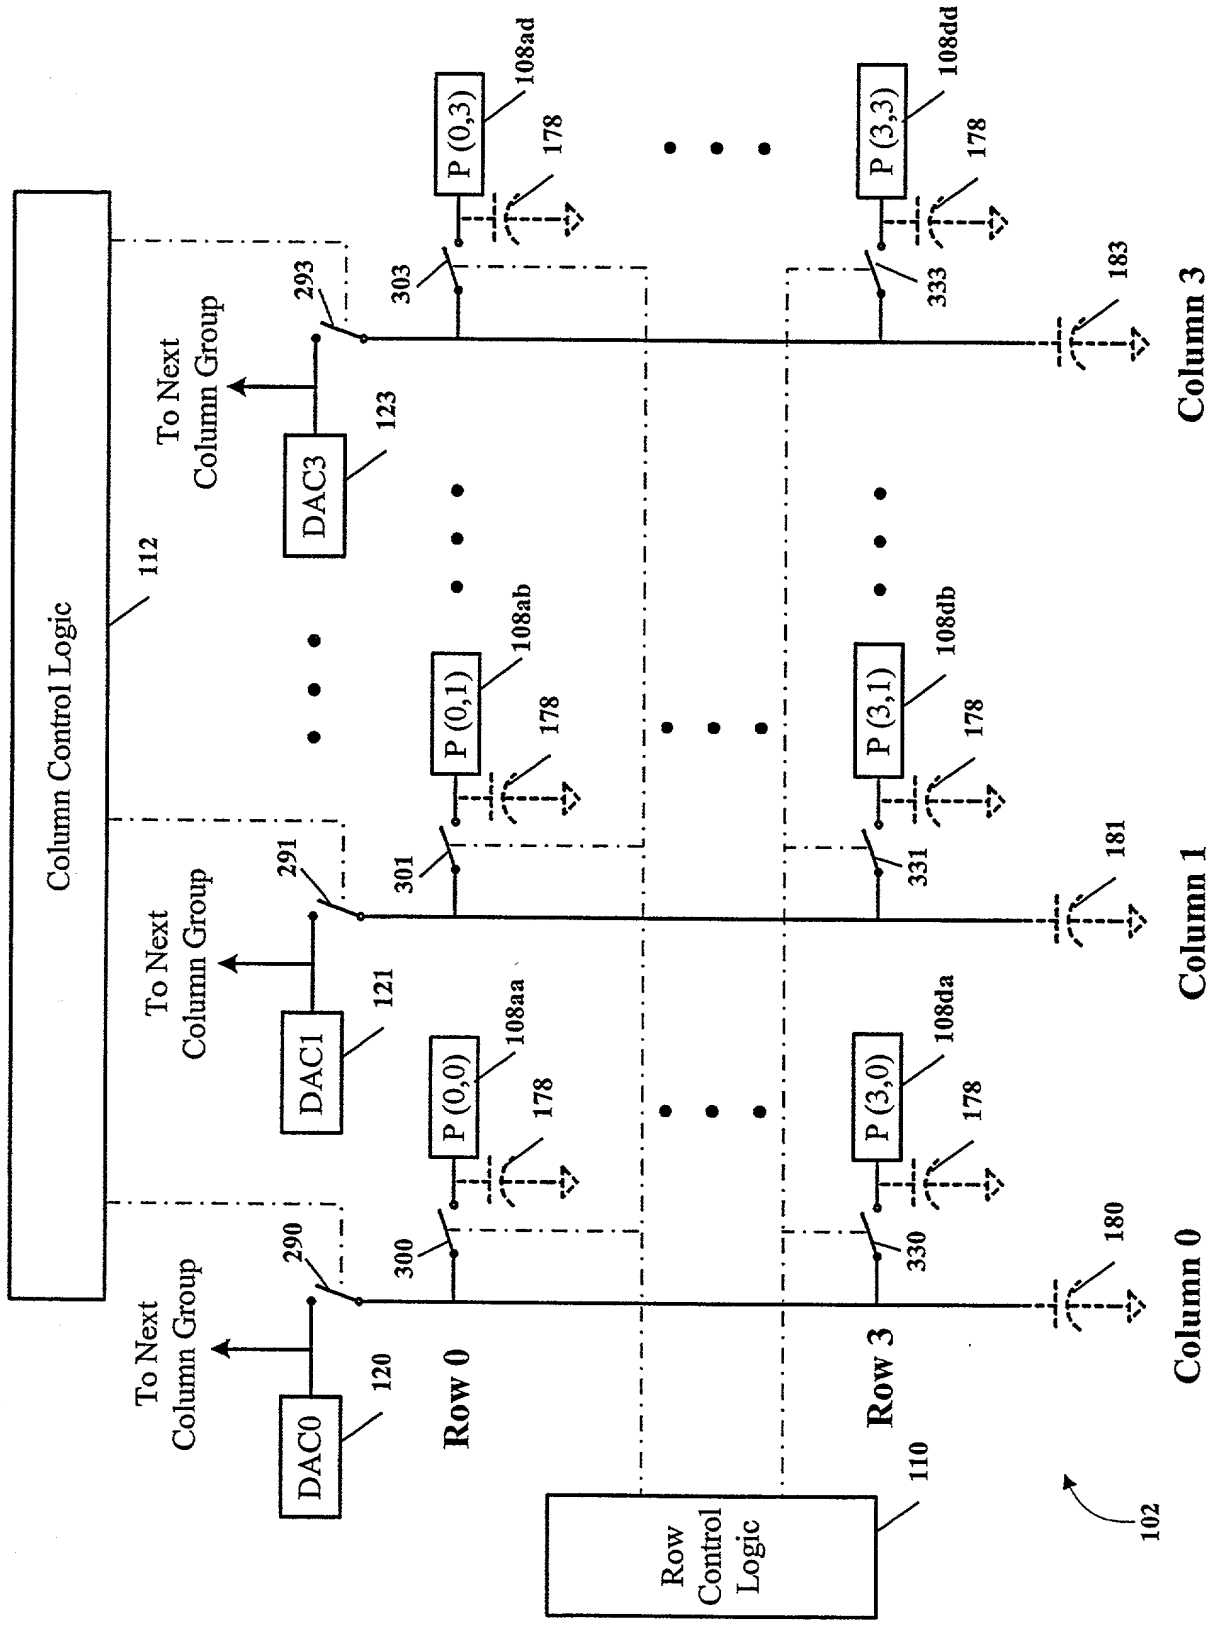 Column Control Logic
112
To Next
Column Group
To Next
Column Group
To Next
Column Group
290
291
293
DAC0
120
DAC1
121
DAC3
123
Row 0
300
P (0,0)
108aa
178
301
P (0,1)
108ab
178
303
P (0,3)
108ad
178
Row
Control
Logic
110
Row 3
330
P (3,0)
108da
178
331
P (3,1)
108db
178
333
P (3,3)
108dd
178
180
181
183
102
Column 0
Column 1
Column 3